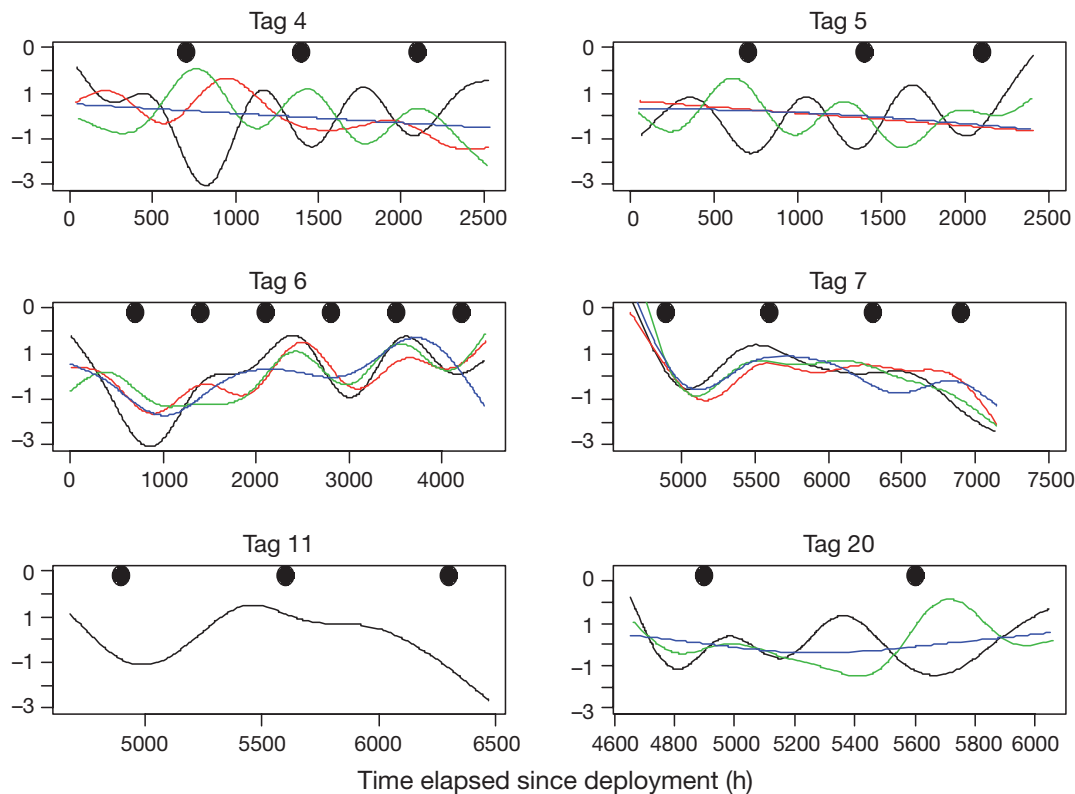 Tag 4
0
1
−1
−3
0 500 1000 1500 2000 2500
Tag 5
0
1
−1
−3
0 500 1000 1500 2000 2500
Tag 6
0
1
−1
−3
0 1000 2000 3000 4000
Tag 7
0
1
−1
−3
5000 5500 6000 6500 7000 7500
Tag 11
0
1
−1
−3
5000 5500 6000 6500
Tag 20
0
1
−1
−3
4600 4800 5000 5200 5400 5600 5800 6000
Time elapsed since deployment (h)